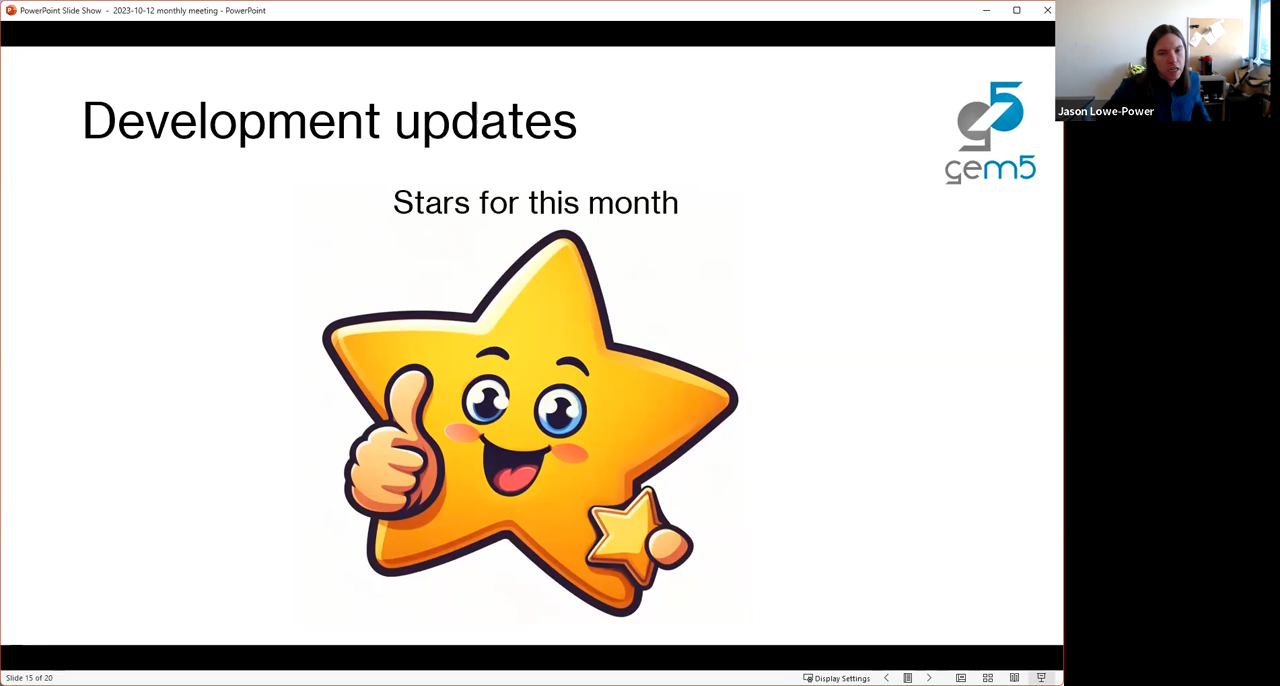 PowerPoint Slide Show - 2023-10-12 monthly meeting - PowerPoint
Jason Lowe-Power
Development updates
gem5
Stars for this month
Slide 15 of 20
Display Settings